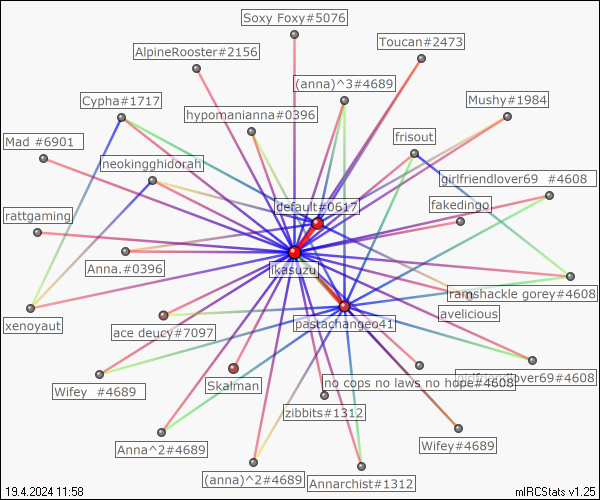 Soxy Foxy#5076
Toucan#2473
AlpineRooster#2156
(anna)^3#4689
Cypha#1717
Mushy#1984
hypomanianna#0396
Mad #6901
frisout
neokingghidorah
girlfriendlover69 #4608
default#0617
fakedingo
rattgaming
Anna.#0396
ikasuzu
ramshackle gorey#4608
avelicious
xenoyaut
pastachangeo41
ace deucy#7097
girlfriendlover69#4608
Skalman
no cops no laws no hope#4608
Wifey #4689
zibbits#1312
Anna^2#4689
Wifey#4689
(anna)^2#4689
Annarchist#1312
19.4.2024 11:58
mIRCStats v1.25